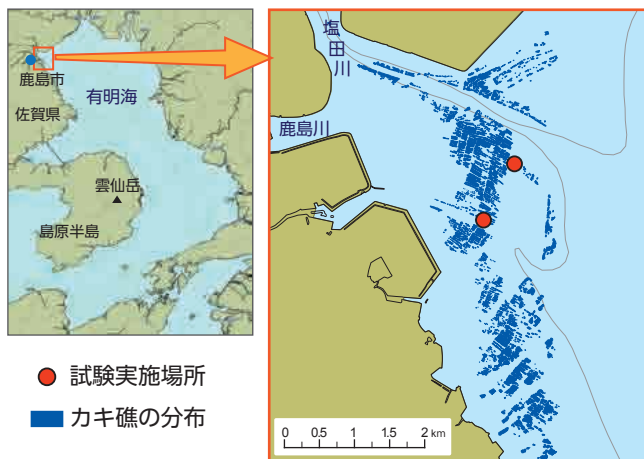 鹿島市
有明海
佐賀県
雲仙岳
島原半島
塩田川
鹿島川
試験実施場所
カキ礁の分布
0 0.5 1 1.5 2 km